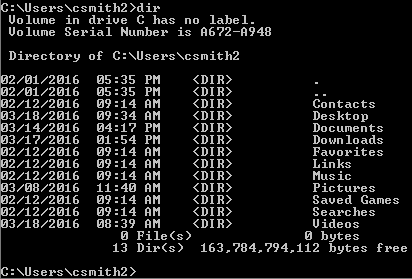 C:\Users\csmith2>dir
Volume in drive C has no label.
Volume Serial Number is A672-A948
Directory of C:\Users\csmith2
02/01/2016 05:35 PM <DIR> .
02/01/2016 05:35 PM <DIR> ..
02/12/2016 09:14 AM <DIR> Contacts
03/18/2016 09:34 AM <DIR> Desktop
03/14/2016 04:17 PM <DIR> Documents
03/17/2016 01:54 PM <DIR> Downloads
02/12/2016 09:14 AM <DIR> Favorites
02/12/2016 09:14 AM <DIR> Links
02/12/2016 09:14 AM <DIR> Music
03/08/2016 11:40 AM <DIR> Pictures
02/12/2016 09:14 AM <DIR> Saved Games
02/12/2016 09:14 AM <DIR> Searches
03/18/2016 08:39 AM <DIR> Videos
0 File(s) 0 bytes
13 Dir(s) 163,784,794,112 bytes free
C:\Users\csmith2>